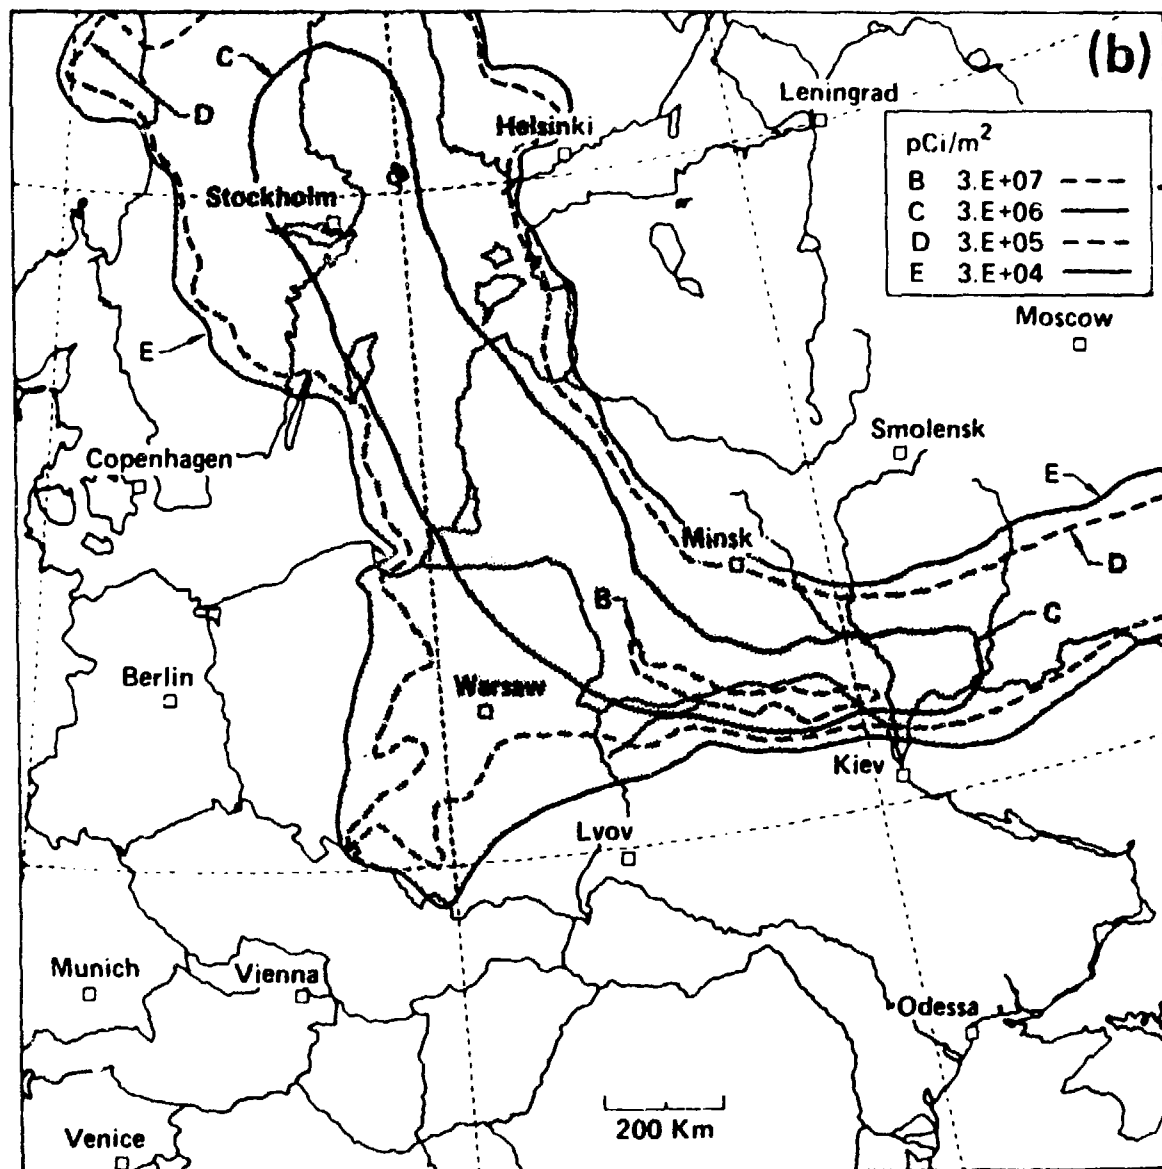 (b)
C
D
Helsinki
Leningrad
pCi/m²
B 3.E+07
C 3.E+06
D 3.E+05
E 3.E+04
Stockholm
Moscow
E
Smolensk
Copenhagen
E
Minsk
D
B
C
Berlin
Warsaw
Kiev
Lvov
Munich
Vienna
Odessa
200 Km
Venice